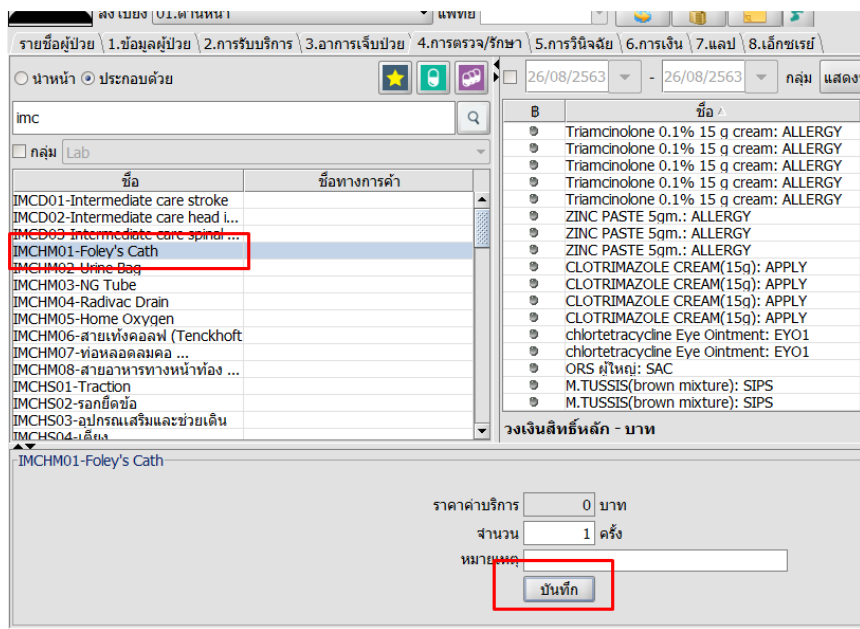 ส่งไปยัง 01.ด่านหน้า แพทย์
รายชื่อผู้ป่วย 1.ข้อมูลผู้ป่วย 2.การรับบริการ 3.อาการเจ็บป่วย 4.การตรวจ/รักษา 5.การวินิจฉัย 6.การเงิน 7.แลป 8.เอ็กซเรย์
นำหน้า ประกอบด้วย
imc
กลุ่ม Lab
ชื่อ ชื่อทางการค้า
IMCD01-Intermediate care stroke
IMCD02-Intermediate care head i...
IMCD03-Intermediate care spinal ...
IMCHM01-Foley's Cath
IMCHM02-Urine Bag
IMCHM03-NG Tube
IMCHM04-Radivac Drain
IMCHM05-Home Oxygen
IMCHM06-สายเท้งคอลฟ (Tenckhoft
IMCHM07-ท่อหลอดลมคอ ...
IMCHM08-สายอาหารทางหน้าท้อง ...
IMCHS01-Traction
IMCHS02-รอกยึดข้อ
IMCHS03-อุปกรณเสริมและช่วยเดิน
IMCHS04-เตียง
26/08/2563 - 26/08/2563 กลุ่ม แสดง
B ชื่อ
Triamcinolone 0.1% 15 g cream: ALLERGY
Triamcinolone 0.1% 15 g cream: ALLERGY
Triamcinolone 0.1% 15 g cream: ALLERGY
Triamcinolone 0.1% 15 g cream: ALLERGY
Triamcinolone 0.1% 15 g cream: ALLERGY
ZINC PASTE 5gm.: ALLERGY
ZINC PASTE 5gm.: ALLERGY
ZINC PASTE 5gm.: ALLERGY
CLOTRIMAZOLE CREAM(15g): APPLY
CLOTRIMAZOLE CREAM(15g): APPLY
CLOTRIMAZOLE CREAM(15g): APPLY
CLOTRIMAZOLE CREAM(15g): APPLY
chlortetracycline Eye Ointment: EYO1
chlortetracycline Eye Ointment: EYO1
ORS ผู้ใหญ่: SAC
M.TUSSIS(brown mixture): SIPS
M.TUSSIS(brown mixture): SIPS
วงเงินสิทธิ์หลัก - บาท
IMCHM01-Foley's Cath
ราคาค่าบริการ 0 บาท
จำนวน 1 ครั้ง
หมายเหตุ
บันทึก